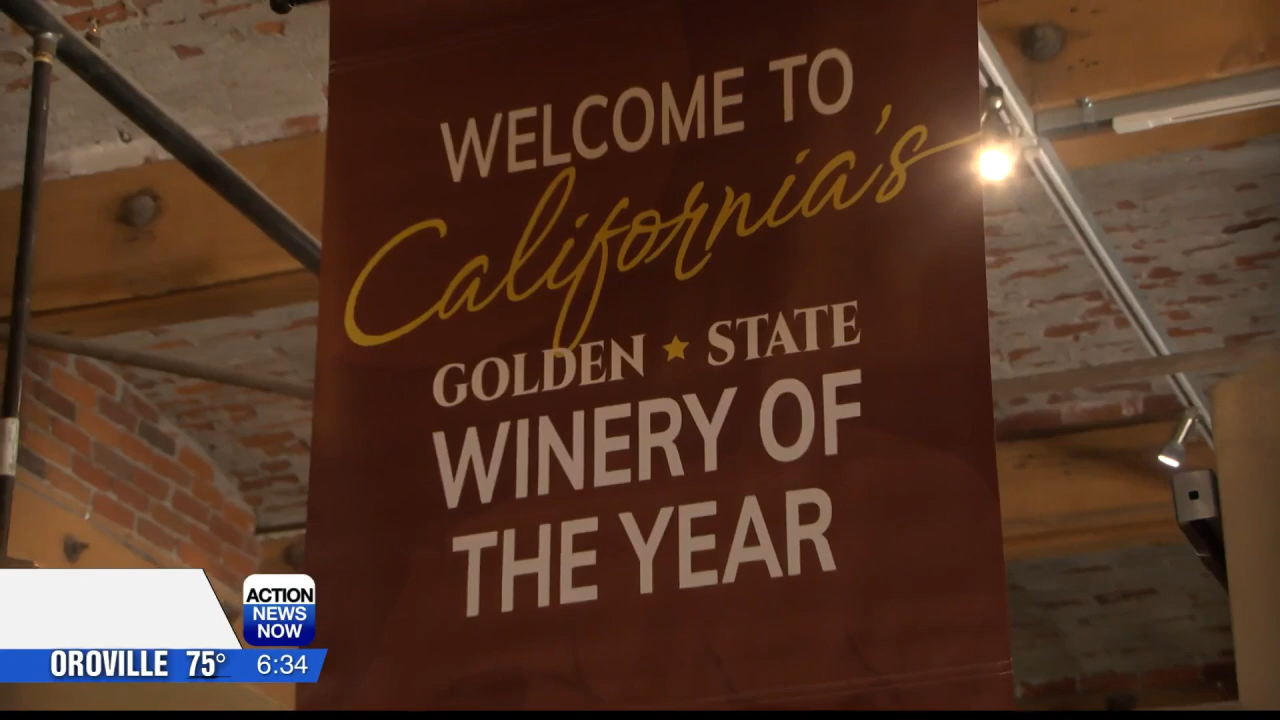 WELCOME TO
California's
GOLDEN ★ STATE
WINERY OF
THE YEAR
ACTION
NEWS
NOW
OROVILLE 75° 6:34